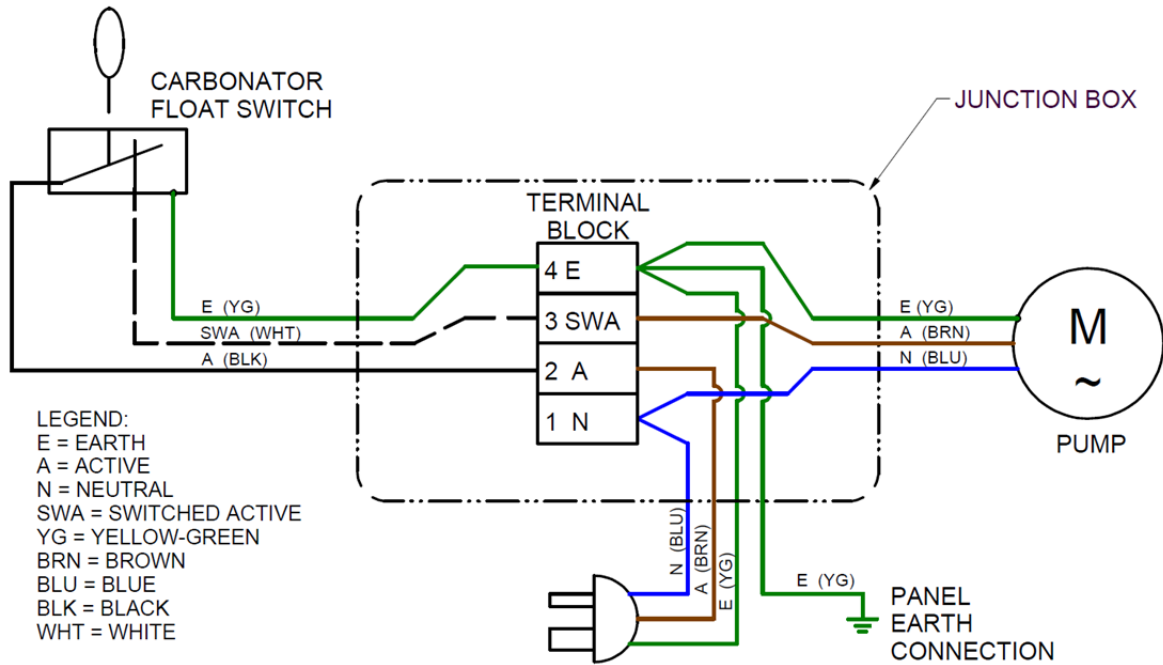 CARBONATOR
FLOAT SWITCH
JUNCTION BOX
TERMINAL
BLOCK
4 E
3 SWA
2 A
1 N
E (YG)
SWA (WHT)
A (BLK)
E (YG)
A (BRN)
N (BLU)
M
~
PUMP
LEGEND:
E = EARTH
A = ACTIVE
N = NEUTRAL
SWA = SWITCHED ACTIVE
YG = YELLOW-GREEN
BRN = BROWN
BLU = BLUE
BLK = BLACK
WHT = WHITE
N (BLU)
A (BRN)
E (YG)
E (YG)
PANEL
EARTH
CONNECTION